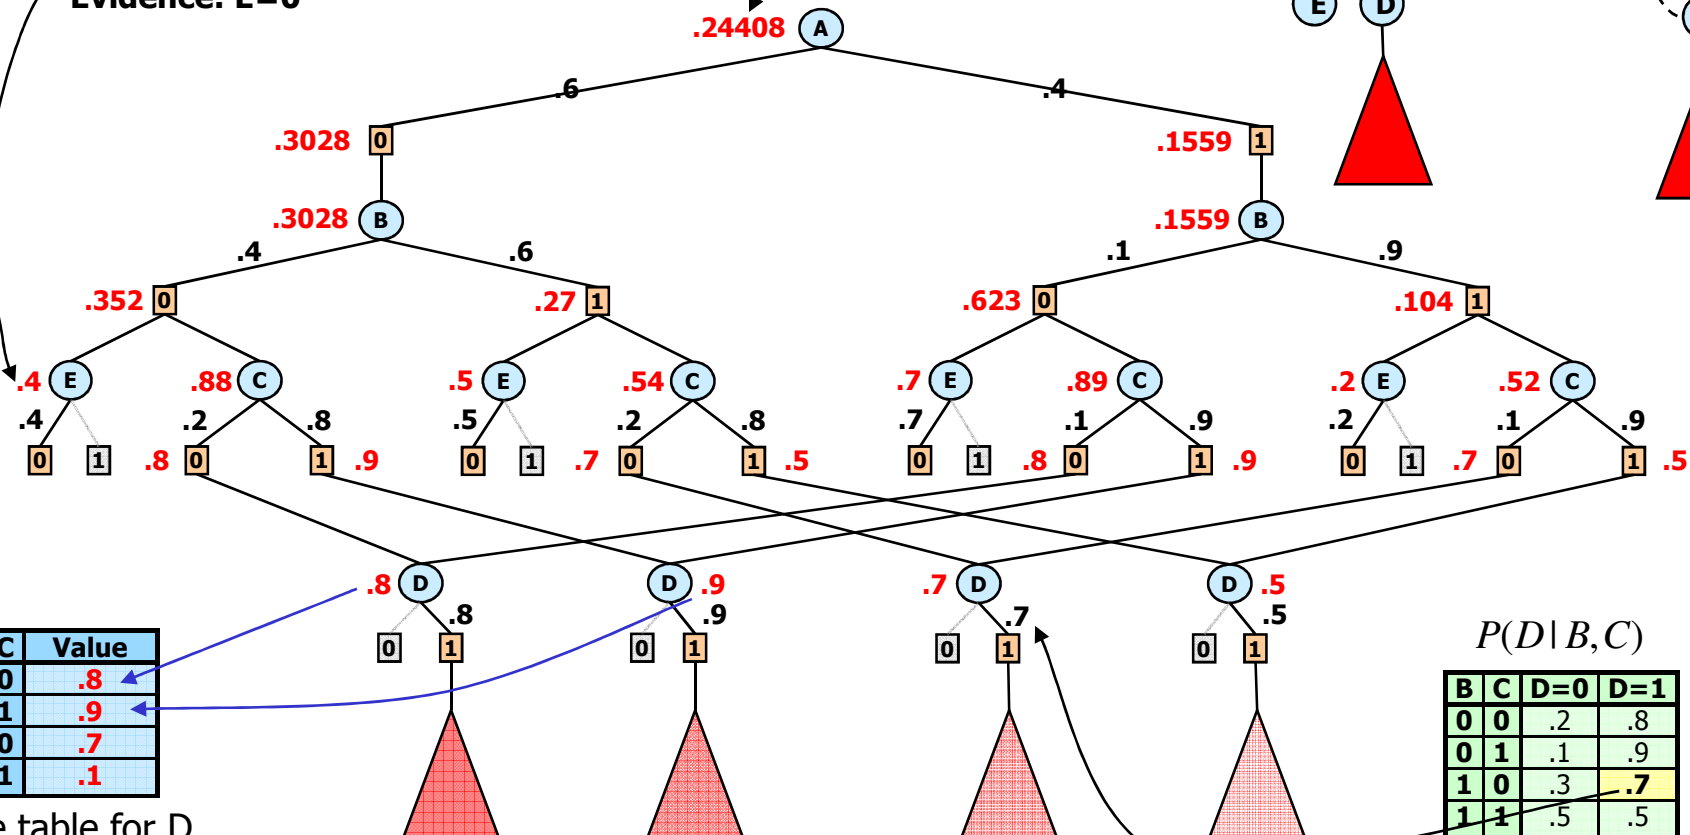 Evidence: E=0
E D
.24408 A
.6 .4
.3028 0 .1559 1
.3028 B .1559 B
.4 .6 .1 .9
.352 0 .27 1 .623 0 .104 1
.4 E .88 C .5 E .54 C .7 E .89 C .2 E .52 C
.4 .2 .8 .5 .2 .8 .7 .1 .9 .2 .1 .9
0 1 .8 0 1 .9 0 1 .7 0 1 .5 0 1 .8 0 1 .9 0 1 .7 0 1 .5
.8 D D .9 .7 D D .5
.8 .9 .7 .5
0 1 0 1 0 1 0 1
C Value
0 .8
1 .9
0 .7
1 .1
table for D
P(D|B,C)
B C D=0 D=1
0 0 .2 .8
0 1 .1 .9
1 0 .3 .7
1 1 .5 .5